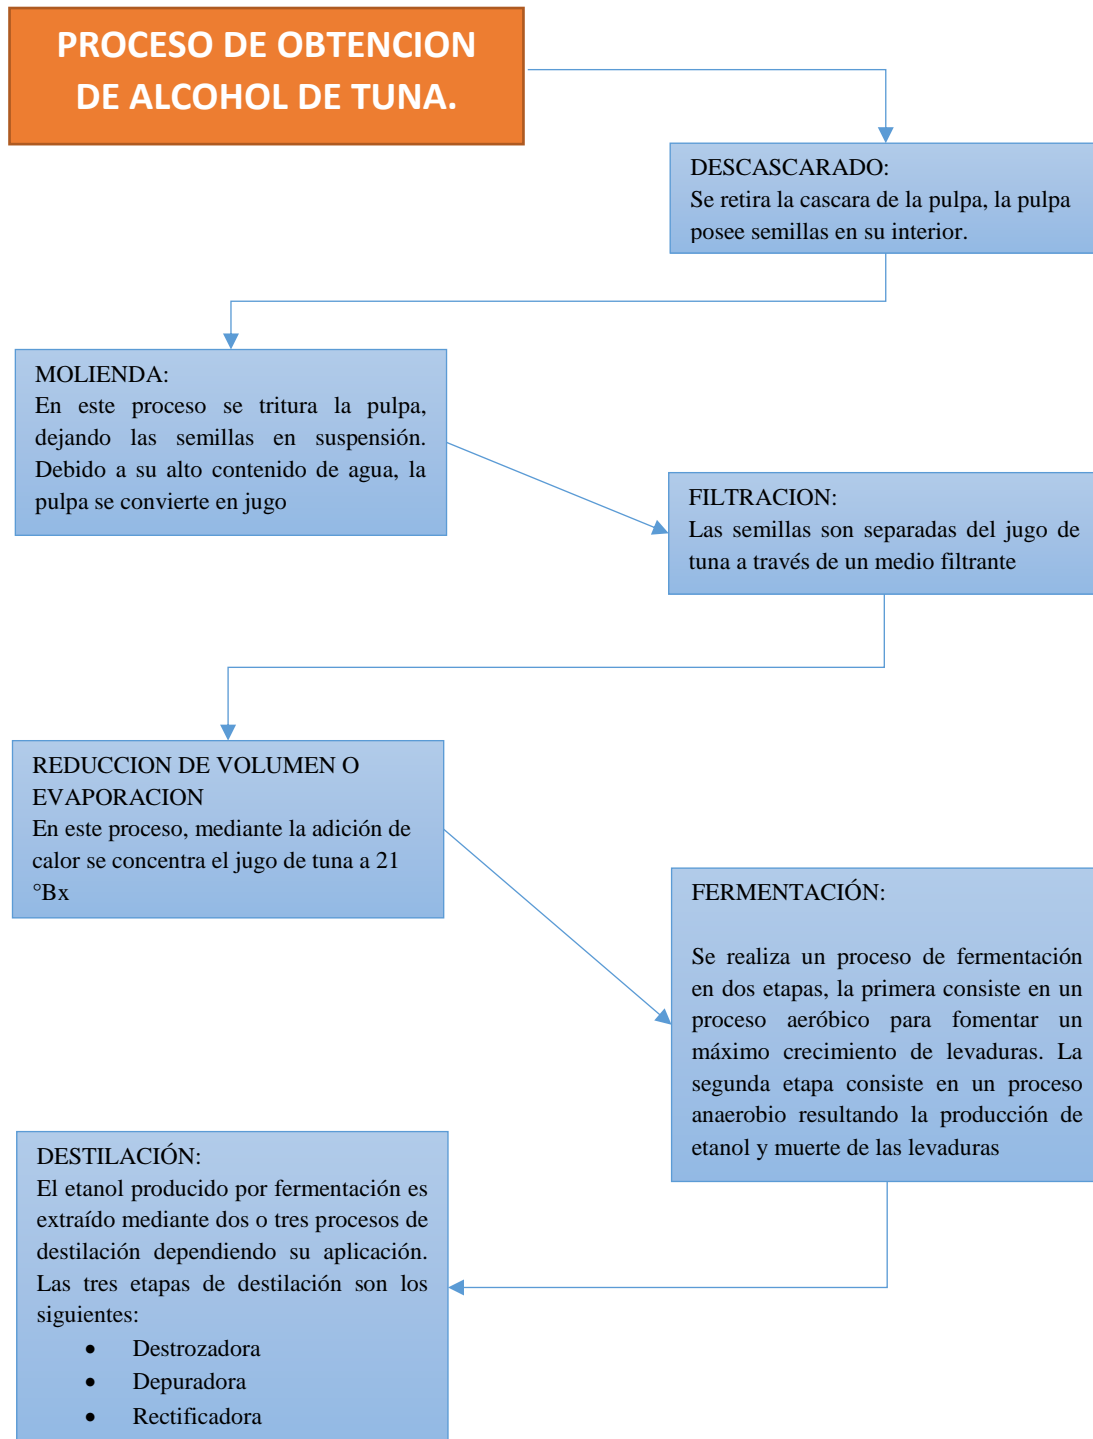 PROCESO DE OBTENCION
DE ALCOHOL DE TUNA.
DESCASCARADO:
Se retira la cascara de la pulpa, la pulpa
posee semillas en su interior.
MOLIENDA:
En este proceso se tritura la pulpa,
dejando las semillas en suspensión.
Debido a su alto contenido de agua, la
pulpa se convierte en jugo
FILTRACION:
Las semillas son separadas del jugo de
tuna a través de un medio filtrante
REDUCCION DE VOLUMEN O
EVAPORACION
En este proceso, mediante la adición de
calor se concentra el jugo de tuna a 21
°Bx
FERMENTACIÓN:
Se realiza un proceso de fermentación
en dos etapas, la primera consiste en un
proceso aeróbico para fomentar un
máximo crecimiento de levaduras. La
segunda etapa consiste en un proceso
anaerobio resultando la producción de
etanol y muerte de las levaduras
DESTILACIÓN:
El etanol producido por fermentación es
extraído mediante dos o tres procesos de
destilación dependiendo su aplicación.
Las tres etapas de destilación son los
siguientes:
• Destrozadora
• Depuradora
• Rectificadora